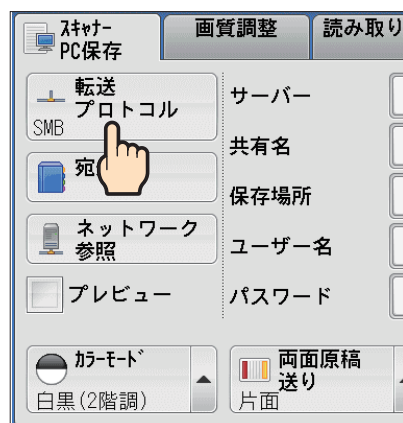 スキャナー
PC保存
画質調整
読み取り
転送
プロトコル
SMB
サーバー
共有名
宛
保存場所
ネットワーク
参照
ユーザー名
プレビュー
パスワード
カラーモード
白黒(2階調)
両面原稿
送り
片面